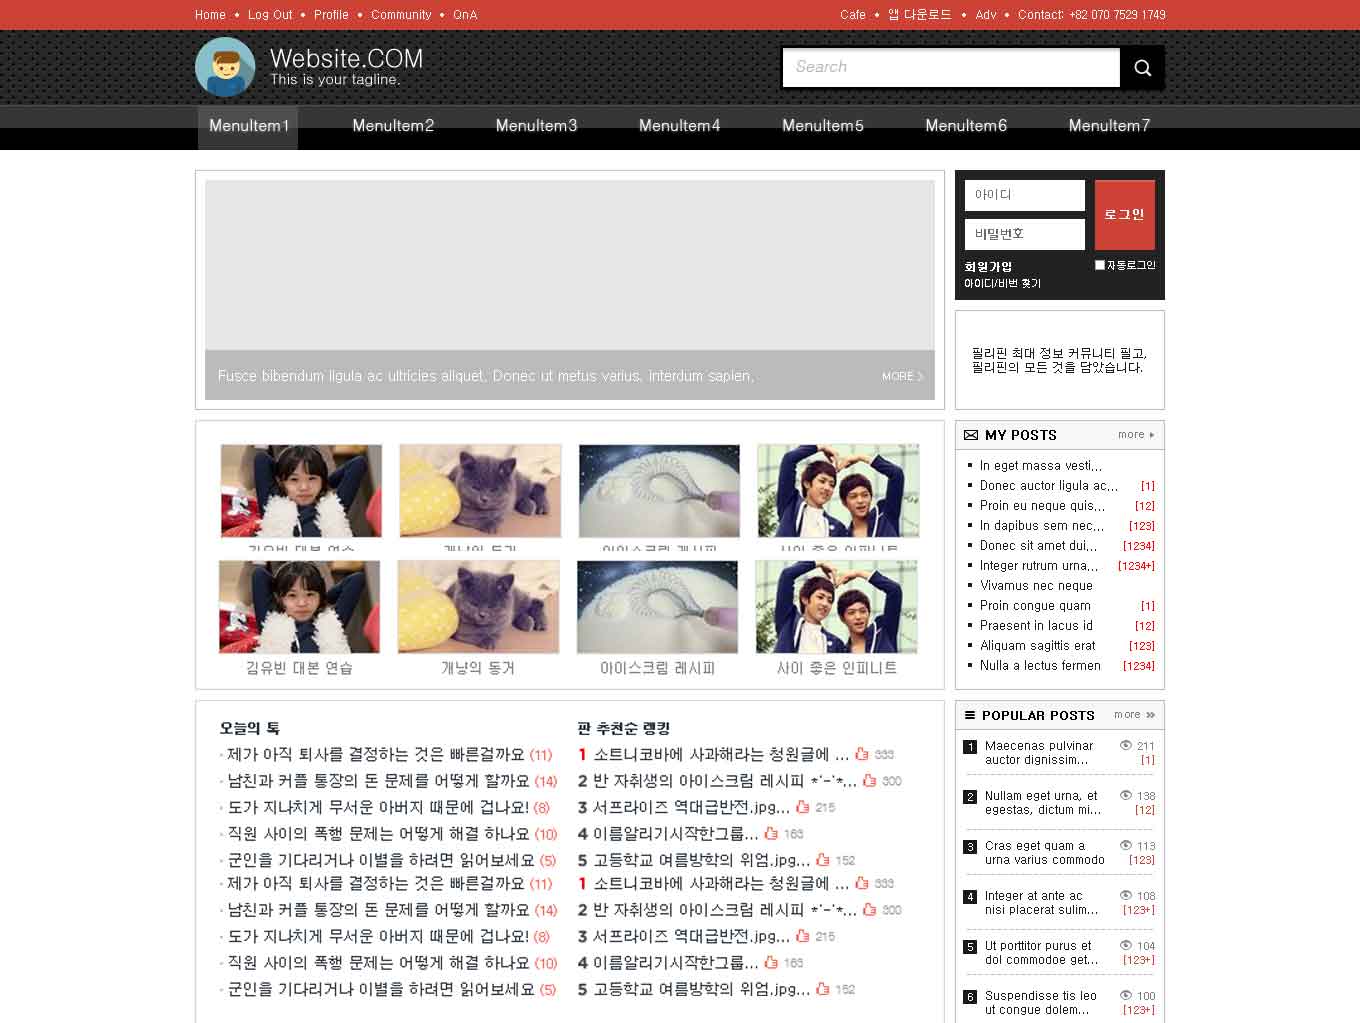 Home • Log Out • Profile • Community • QnA
Cafe • 앱 다운로드 • Adv • Contact: +82 070 7529 1749
Website.COM
This is your tagline.
Search
MenuItem1 MenuItem2 MenuItem3 MenuItem4 MenuItem5 MenuItem6 MenuItem7
Fusce bibendum ligula ac ultricies aliquet. Donec ut metus varius, interdum sapien,
MORE >
아이디
비밀번호
로그인
회원가입
자동로그인
아이디/비번 찾기
필리핀 최대 정보 커뮤니티 필고,
필리핀의 모든 것을 담았습니다.
김유빈 대본 연습 개냥의 동거 아이스크림 레시피 사이 좋은 인피니트
김유빈 대본 연습 개냥의 동거 아이스크림 레시피 사이 좋은 인피니트
MY POSTS more
In eget massa vesti...
Donec auctor ligula ac... [1]
Proin eu neque quis... [12]
In dapibus sem nec... [123]
Donec sit amet dui... [1234]
Integer rutrum urna... [1234+]
Vivamus nec neque
Proin congue quam [1]
Praesent in lacus id [12]
Aliquam sagittis erat [123]
Nulla a lectus fermen [1234]
오늘의 톡
제가 아직 퇴사를 결정하는 것은 빠른걸까요 (11)
남친과 커플 통장의 돈 문제를 어떻게 할까요 (14)
도가 지나치게 무서운 아버지 때문에 겁나요! (8)
직원 사이의 폭행 문제는 어떻게 해결 하나요 (10)
군인을 기다리거나 이별을 하려면 읽어보세요 (5)
제가 아직 퇴사를 결정하는 것은 빠른걸까요 (11)
남친과 커플 통장의 돈 문제를 어떻게 할까요 (14)
도가 지나치게 무서운 아버지 때문에 겁나요! (8)
직원 사이의 폭행 문제는 어떻게 해결 하나요 (10)
군인을 기다리거나 이별을 하려면 읽어보세요 (5)
판 추천순 랭킹
1 소트니코바에 사과해라는 청원글에 ... 333
2 반 자취생의 아이스크림 레시피 *'-'*... 300
3 서프라이즈 역대급반전.jpg... 215
4 이름알리기시작한그룹... 163
5 고등학교 여름방학의 위엄.jpg... 152
1 소트니코바에 사과해라는 청원글에 ... 333
2 반 자취생의 아이스크림 레시피 *'-'*... 300
3 서프라이즈 역대급반전.jpg... 215
4 이름알리기시작한그룹... 163
5 고등학교 여름방학의 위엄.jpg... 152
POPULAR POSTS more »
1 Maecenas pulvinar 211
auctor dignissim... [1]
2 Nullam eget urna, et 138
egestas, dictum mi... [12]
3 Cras eget quam a 113
urna varius commodo [123]
4 Integer at ante ac 108
nisi placerat sulim... [123+]
5 Ut porttitor purus et 104
dol commodoe get... [123+]
6 Suspendisse tis leo 100
ut congue dolem... [123+]